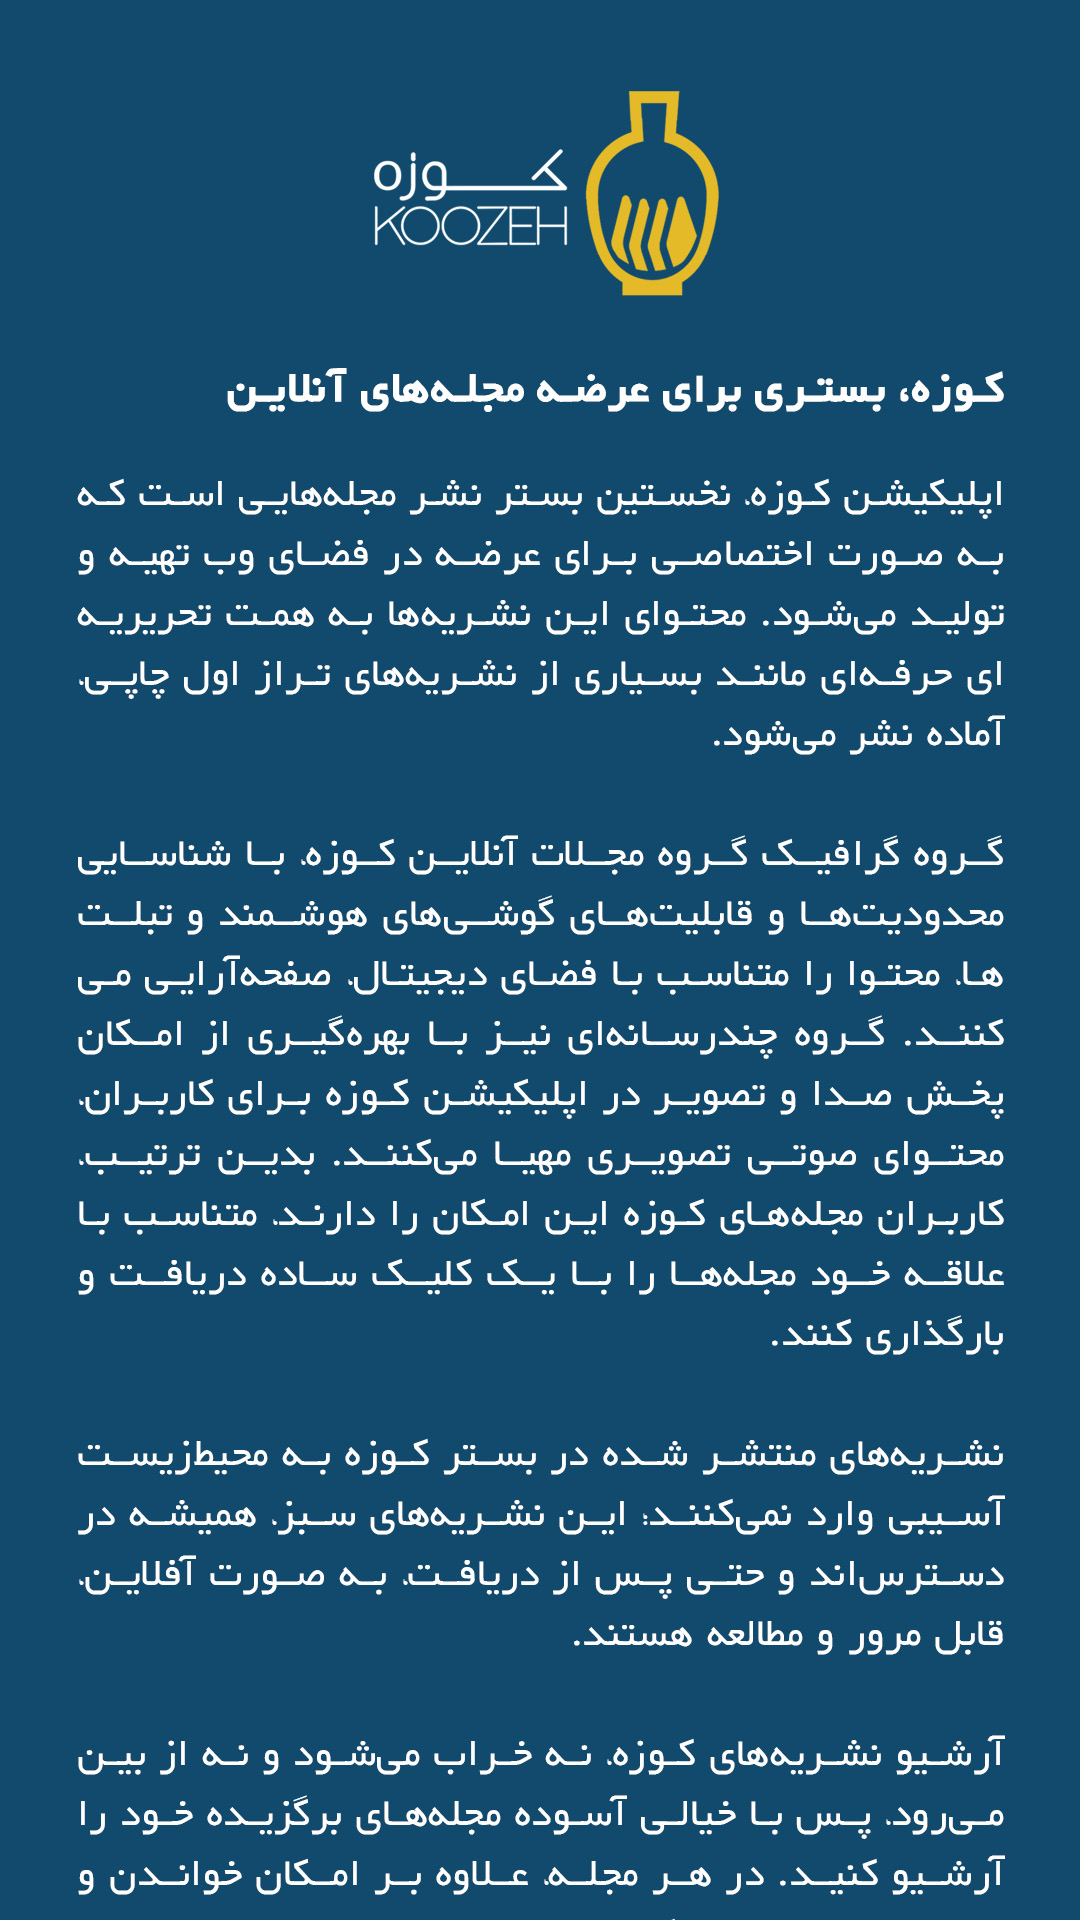 کوزه
KOOZEH
کوزه، بستری برای عرضه مجله‌های آنلاین
اپلیکیشن کوزه، نخستین بستر نشر مجله‌هایی است که
به صورت اختصاصی برای عرضه در فضای وب تهیه و
تولید می‌شود. محتوای این نشریه‌ها به همت تحریریه
ای حرفه‌ای مانند بسیاری از نشریه‌های تراز اول چاپی،
آماده نشر می‌شود.
گروه گرافیک گروه مجلات آنلاین کوزه، با شناسایی
محدودیت‌ها و قابلیت‌های گوشی‌های هوشمند و تبلت
ها، محتوا را متناسب با فضای دیجیتال، صفحه‌آرایی می
کنند. گروه چندرسانه‌ای نیز با بهره‌گیری از امکان
پخش صدا و تصویر در اپلیکیشن کوزه برای کاربران،
محتوای صوتی تصویری مهیا می‌کنند. بدین ترتیب،
کاربران مجله‌های کوزه این امکان را دارند، متناسب با
علاقه خود مجله‌ها را با یک کلیک ساده دریافت و
بارگذاری کنند.
نشریه‌های منتشر شده در بستر کوزه به محیط‌زیست
آسیبی وارد نمی‌کنند؛ این نشریه‌های سبز، همیشه در
دسترس‌اند و حتی پس از دریافت، به صورت آفلاین،
قابل مرور و مطالعه هستند.
آرشیو نشریه‌های کوزه، نه خراب می‌شود و نه از بین
می‌رود، پس با خیالی آسوده مجله‌های برگزیده خود را
آرشیو کنید. در هر مجله، علاوه بر امکان خواندن و